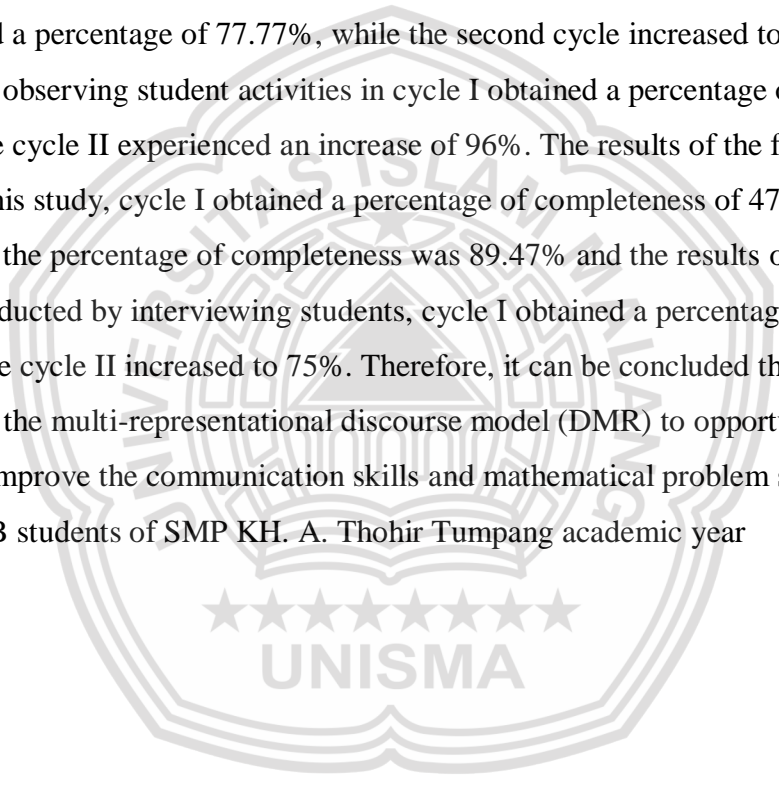 d a percentage of 77.77%, while the second cycle increased to
observing student activities in cycle I obtained a percentage
e cycle II experienced an increase of 96%. The results of the
his study, cycle I obtained a percentage of completeness of 47
the percentage of completeness was 89.47% and the results
ducted by interviewing students, cycle I obtained a percentage
e cycle II increased to 75%. Therefore, it can be concluded
the multi-representational discourse model (DMR) to
mprove the communication skills and mathematical problem
3 students of SMP KH. A. Thohir Tumpang academic year
UNIVERSITAS ISLAM MALANG
UNISMA